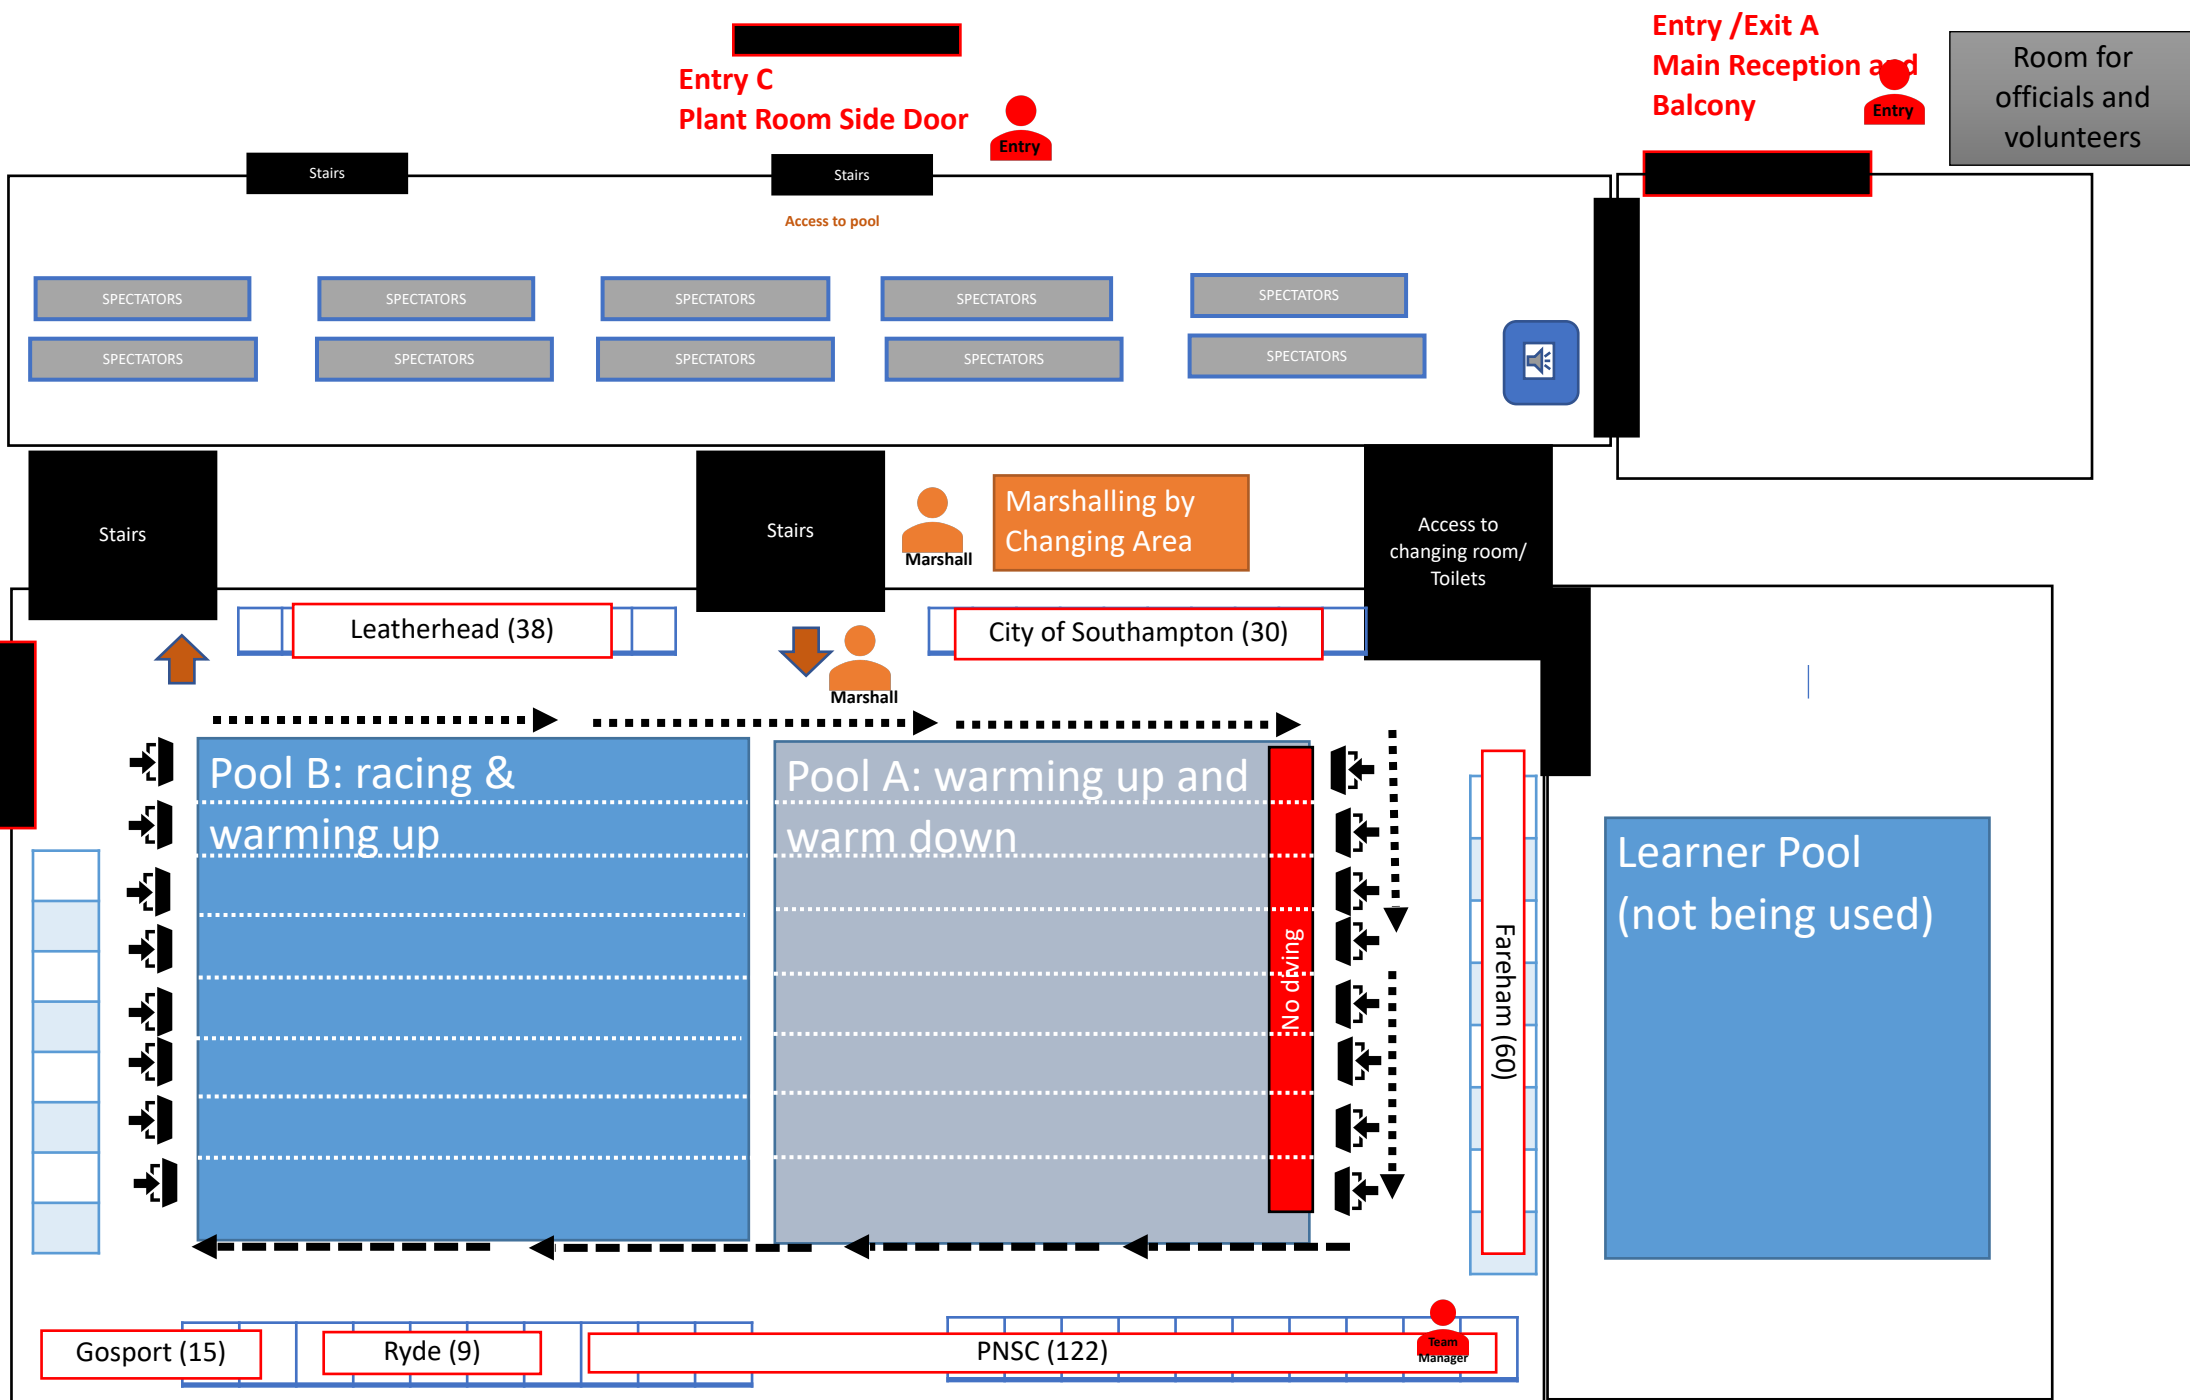 Entry /Exit A
Main Reception and
Balcony
Entry
Room for
officials and
volunteers
Entry C
Plant Room Side Door
Entry
Stairs
Stairs
Access to pool
SPECTATORS
SPECTATORS
SPECTATORS
SPECTATORS
SPECTATORS
SPECTATORS
SPECTATORS
SPECTATORS
SPECTATORS
SPECTATORS
Stairs
Stairs
Marshall
Marshalling by
Changing Area
Access to
changing room/
Toilets
Leatherhead (38)
City of Southampton (30)
Marshall
Pool B: racing &
warming up
Pool A: warming up and
warm down
No diving
Fareham (60)
Learner Pool
(not being used)
Gosport (15)
Ryde (9)
PNSC (122)
Team
Manager